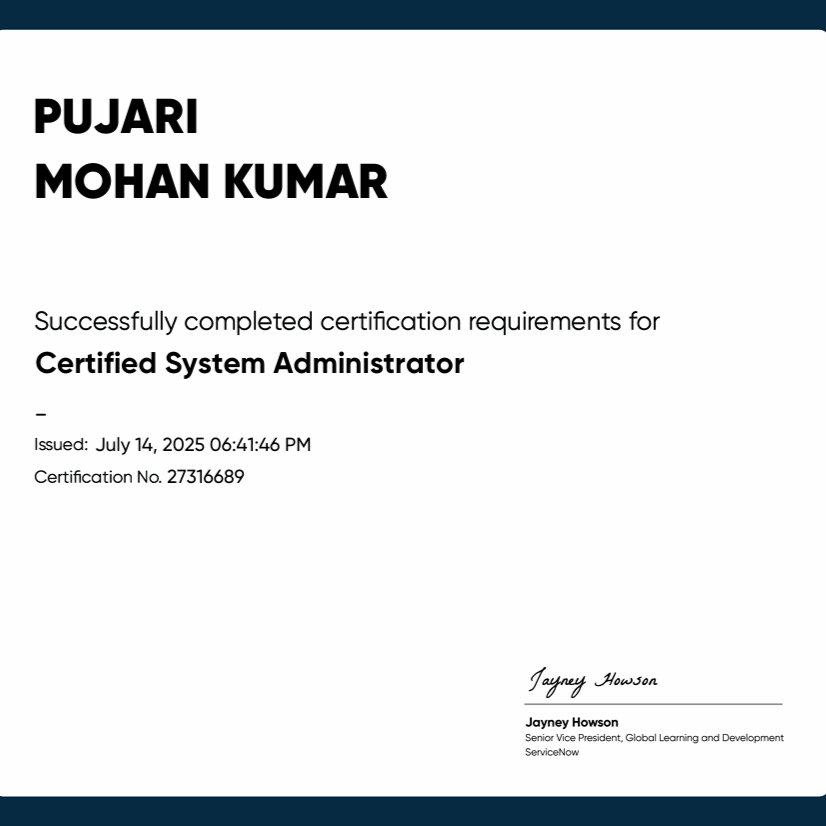 PUJARI
MOHAN KUMAR
Successfully completed certification requirements for
Certified System Administrator
–
Issued: July 14, 2025 06:41:46 PM
Certification No. 27316689
Jayney Howson
Jayney Howson
Senior Vice President, Global Learning and Development
ServiceNow